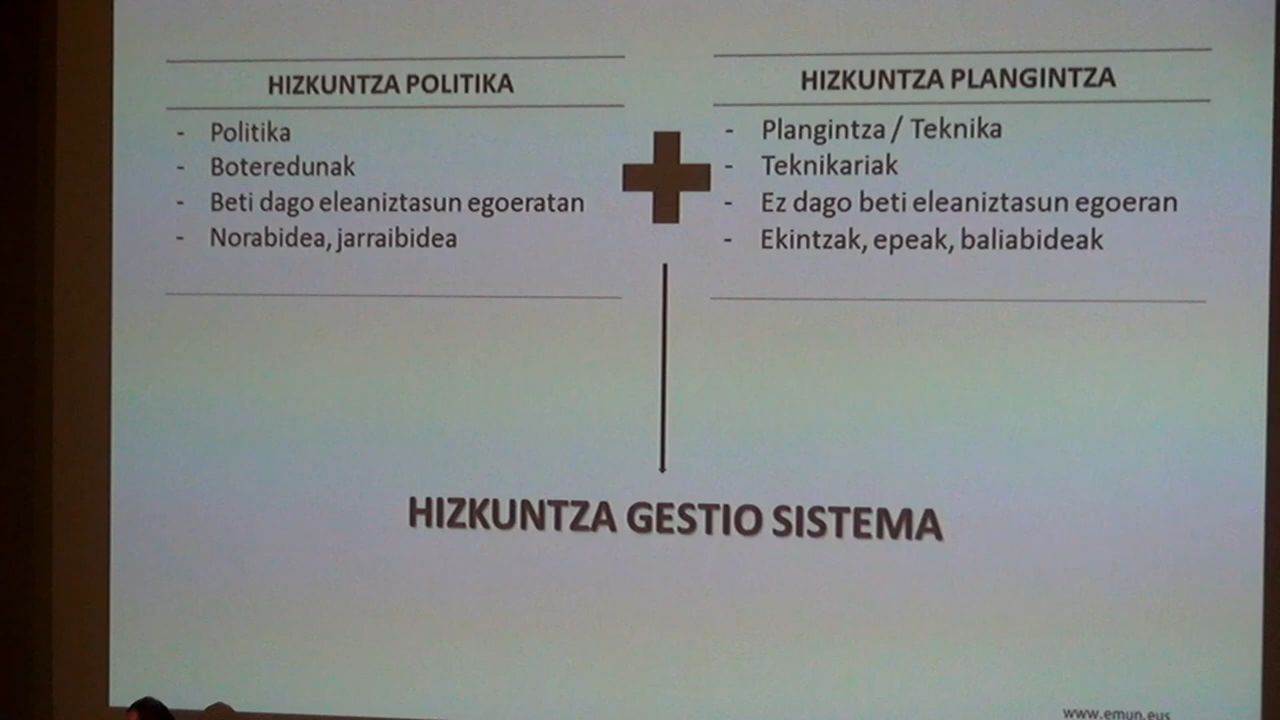 HIZKUNTZA POLITIKA
- Politika
- Boteredunak
- Beti dago eleaniztasun egoeratan
- Norabidea, jarraibidea
HIZKUNTZA PLANGINTZA
- Plangintza / Teknika
- Teknikariak
- Ez dago beti eleaniztasun egoeran
- Ekintzak, epeak, baliabideak
HIZKUNTZA GESTIO SISTEMA
www.emun.eus